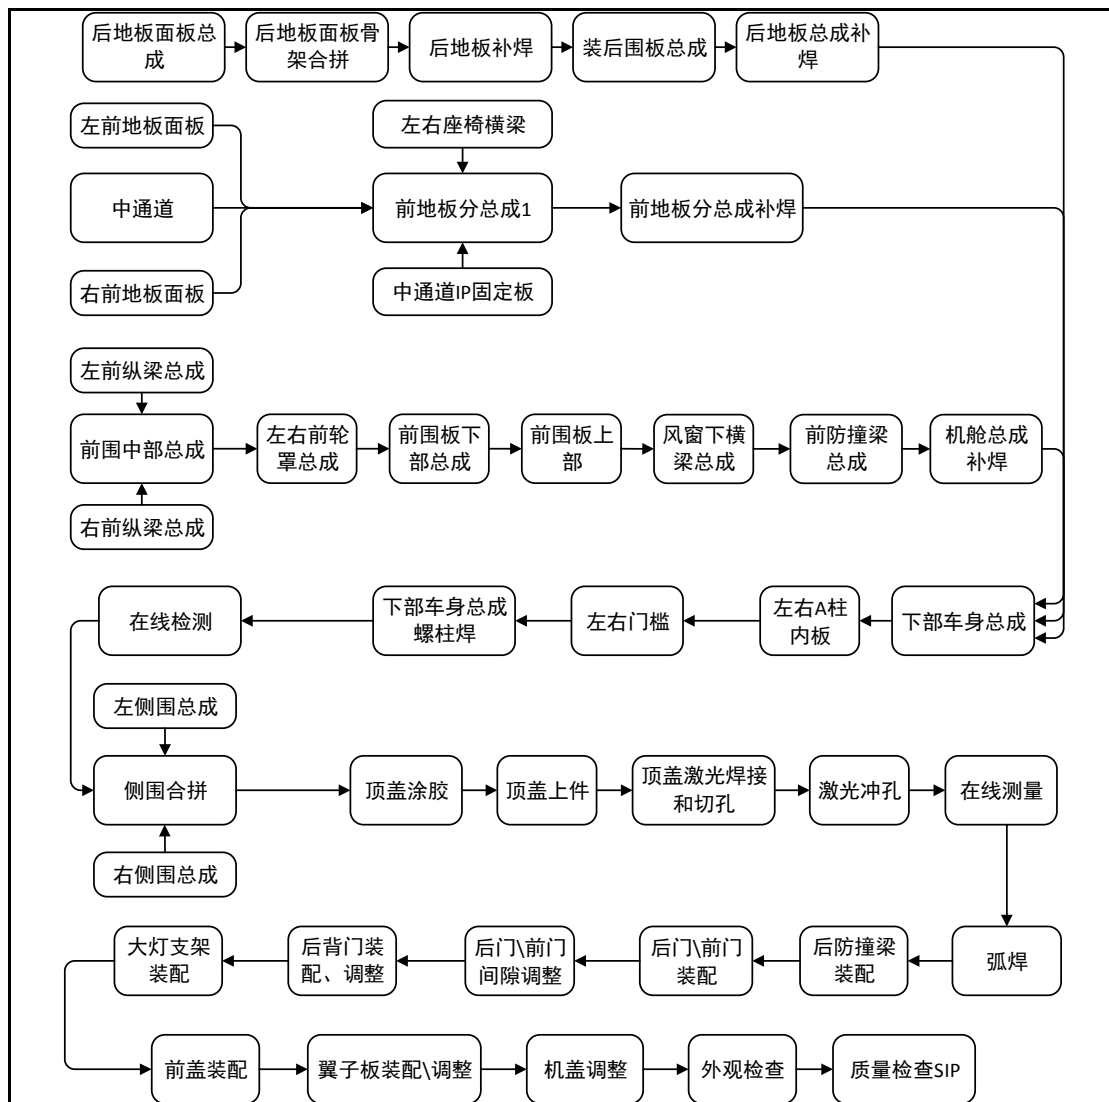 后地板面板总
成
后地板面板骨
架合拼
后地板补焊
装后围板总成
后地板总成补
焊
左前地板面板
左右座椅横梁
中通道
前地板分总成1
前地板分总成补焊
右前地板面板
中通道IP固定板
左前纵梁总成
前围中部总成
左右前轮
罩总成
前围板下
部总成
前围板上
部
风窗下横
梁总成
前防撞梁
总成
机舱总成
补焊
右前纵梁总成
在线检测
下部车身总成
螺柱焊
左右门槛
左右A柱
内板
下部车身总成
左侧围总成
侧围合拼
顶盖涂胶
顶盖上件
顶盖激光焊接
和切孔
激光冲孔
在线测量
右侧围总成
大灯支架
装配
后背门装
配、调整
后门\前门
间隙调整
后门\前门
装配
后防撞梁
装配
弧焊
前盖装配
翼子板装配\调整
机盖调整
外观检查
质量检查SIP